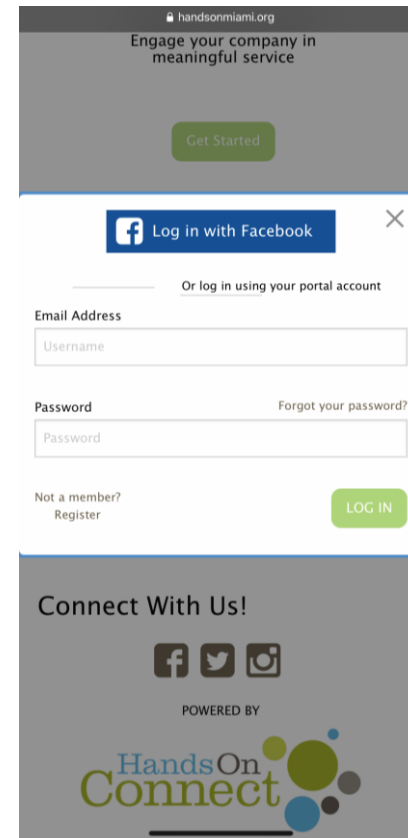 handsonmiami.org
Engage your company in
meaningful service
Get Started
Log in with Facebook
Or log in using your portal account
Email Address
Username
Password
Forgot your password?
Password
Not a member?
Register
LOG IN
Connect With Us!
POWERED BY
HandsOn
Connect